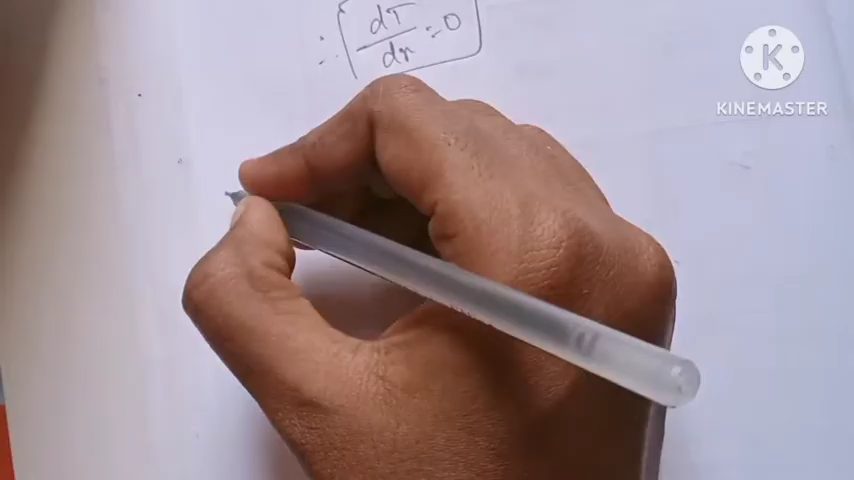 ∴ dT/dr = 0
K
KINEMASTER